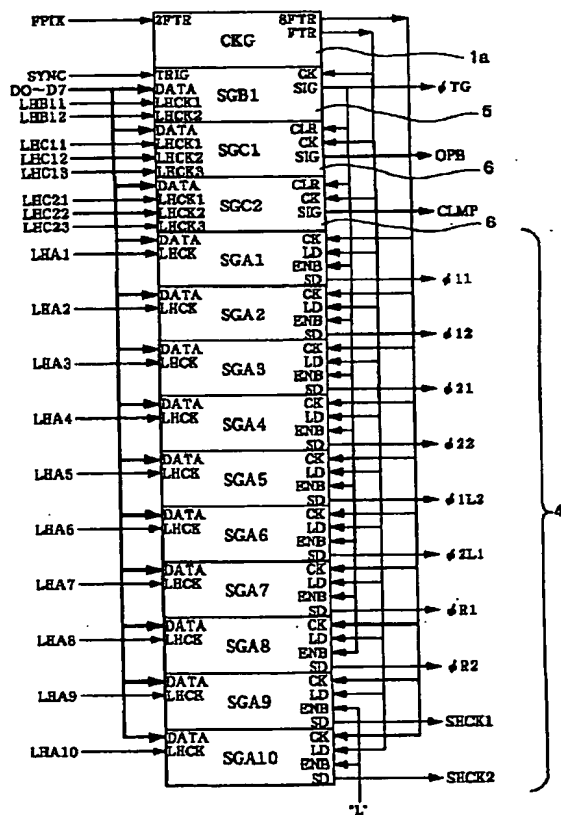 FPIX 2FTR 8FTR
FTR
CKG 1a
SYNC TRIG CK
D0~D7 DATA SIG φTG
LHB11 LHCK1 SGB1 5
LHB12 LHCK2
DATA CLR
LHC11 LHCK1 SGC1 CK
LHC12 LHCK2 SIG OPB
LHC13 LHCK3 6
DATA CLR
LHC21 LHCK1 SGC2 CK
LHC22 LHCK2 SIG CLMP
LHC23 LHCK3 6
DATA CK
LHA1 LHCK LD
SGA1 ENB
SD φ11
DATA CK
LHA2 LHCK LD
SGA2 ENB
SD φ12
DATA CK
LHA3 LHCK LD
SGA3 ENB
SD φ21
DATA CK
LHA4 LHCK LD
SGA4 ENB
SD φ22
DATA CK
LHA5 LHCK LD
SGA5 ENB
SD φ1L2
4
DATA CK
LHA6 LHCK LD
SGA6 ENB
SD φ2L1
DATA CK
LHA7 LHCK LD
SGA7 ENB
SD φR1
DATA CK
LHA8 LHCK LD
SGA8 ENB
SD φR2
DATA CK
LHA9 LHCK LD
SGA9 ENB
SD SHCK1
DATA CK
LHA10 LHCK LD
SGA10 ENB
SD SHCK2
"L"